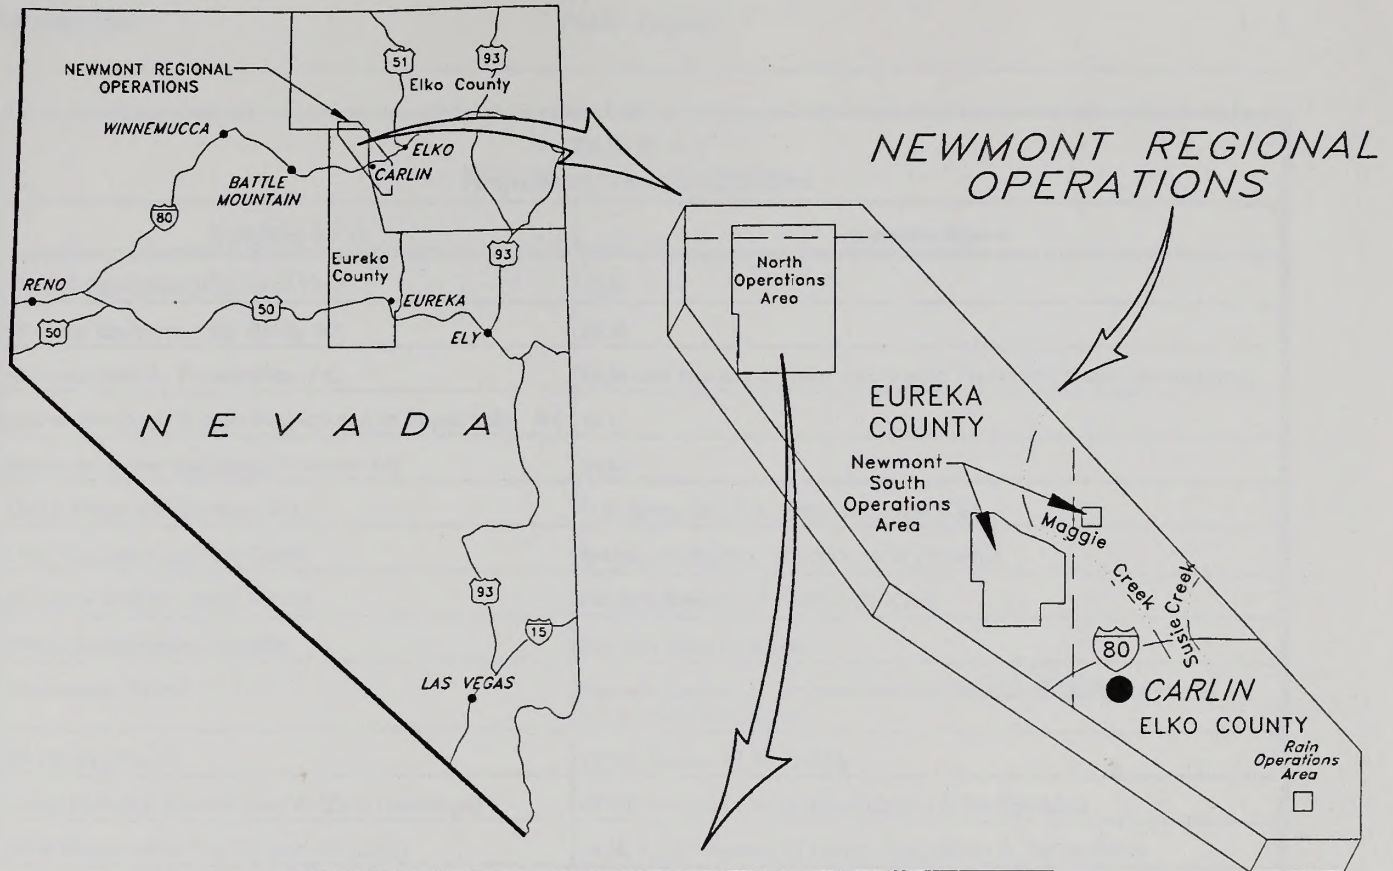 NEWMONT REGIONAL
OPERATIONS
51
93
Elko County
WINNEMUCCA
ELKO
CARLIN
BATTLE
MOUNTAIN
80
Eureka
County
93
RENO
50
50
EUREKA
ELY
NEVADA
93
15
LAS VEGAS
NEWMONT REGIONAL
OPERATIONS
North
Operations
Area
EUREKA
COUNTY
Newmont
South
Operations
Area
Maggie
Creek
Susie Creek
80
CARLIN
ELKO COUNTY
Rain
Operations
Area